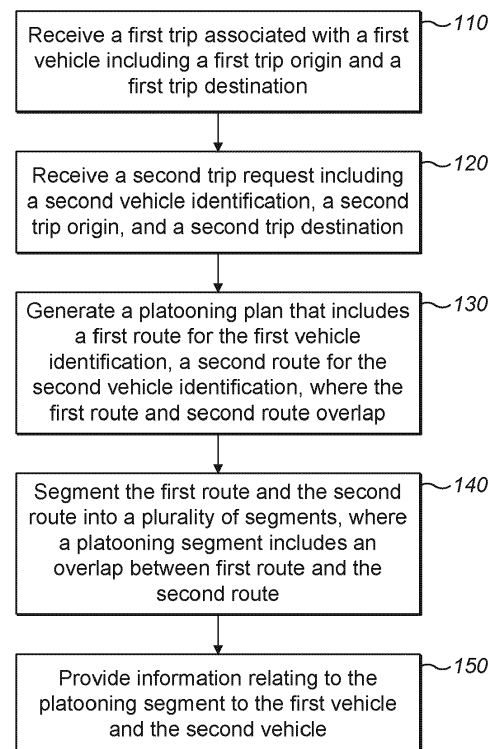 Receive a first trip associated with a first
vehicle including a first trip origin and a
first trip destination
110
Receive a second trip request including
a second vehicle identification, a second
trip origin, and a second trip destination
120
Generate a platooning plan that includes
a first route for the first vehicle
identification, a second route for the
second vehicle identification, where the
first route and second route overlap
130
Segment the first route and the second
route into a plurality of segments, where
a platooning segment includes an
overlap between first route and the
second route
140
Provide information relating to the
platooning segment to the first vehicle
and the second vehicle
150